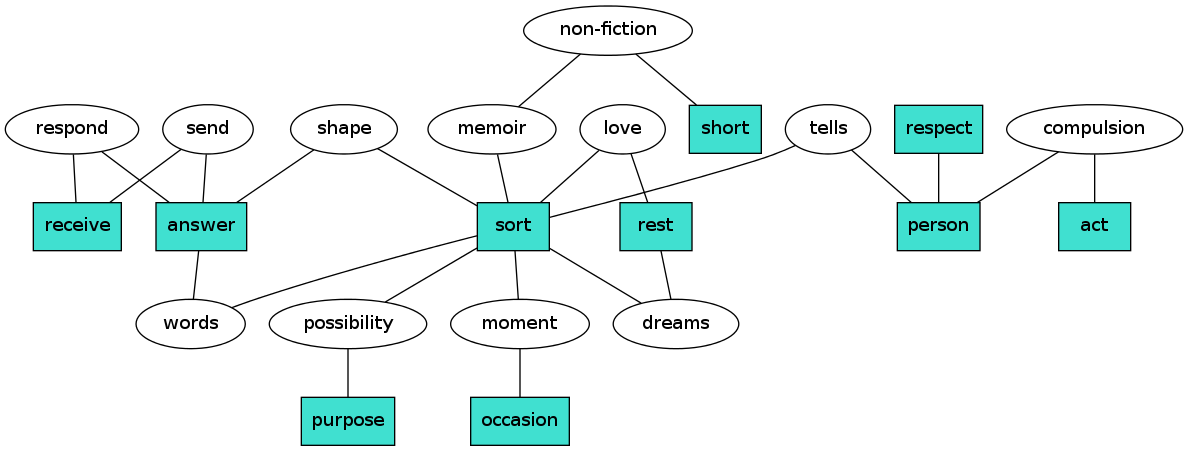 non-fiction
respond
send
shape
memoir
love
short
tells
respect
compulsion
receive
answer
sort
rest
person
act
words
possibility
moment
dreams
purpose
occasion